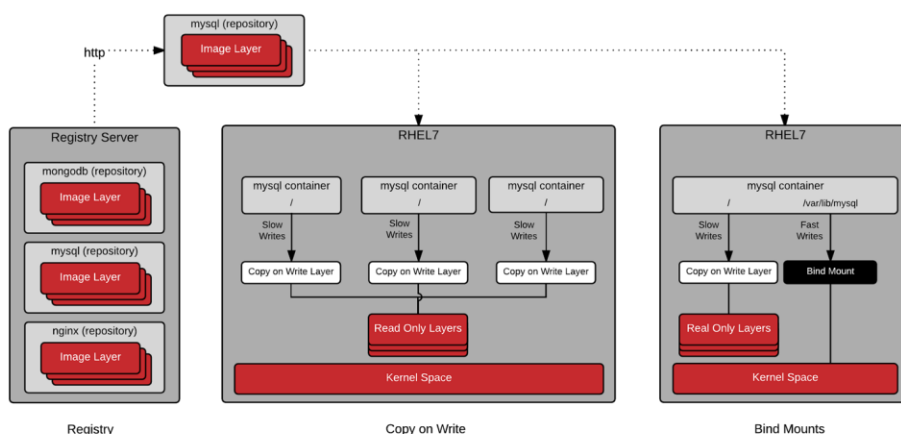 mysql (repository)
Image Layer
http
Registry Server
mongodb (repository)
Image Layer
mysql (repository)
Image Layer
nginx (repository)
Image Layer
Registry
RHEL7
mysql container
/
mysql container
/
mysql container
/
Slow
Writes
Slow
Writes
Slow
Writes
Copy on Write Layer
Copy on Write Layer
Copy on Write Layer
Read Only Layers
Kernel Space
Copy on Write
RHEL7
mysql container
/
/var/lib/mysql
Slow
Writes
Fast
Writes
Copy on Write Layer
Bind Mount
Real Only Layers
Kernel Space
Bind Mounts